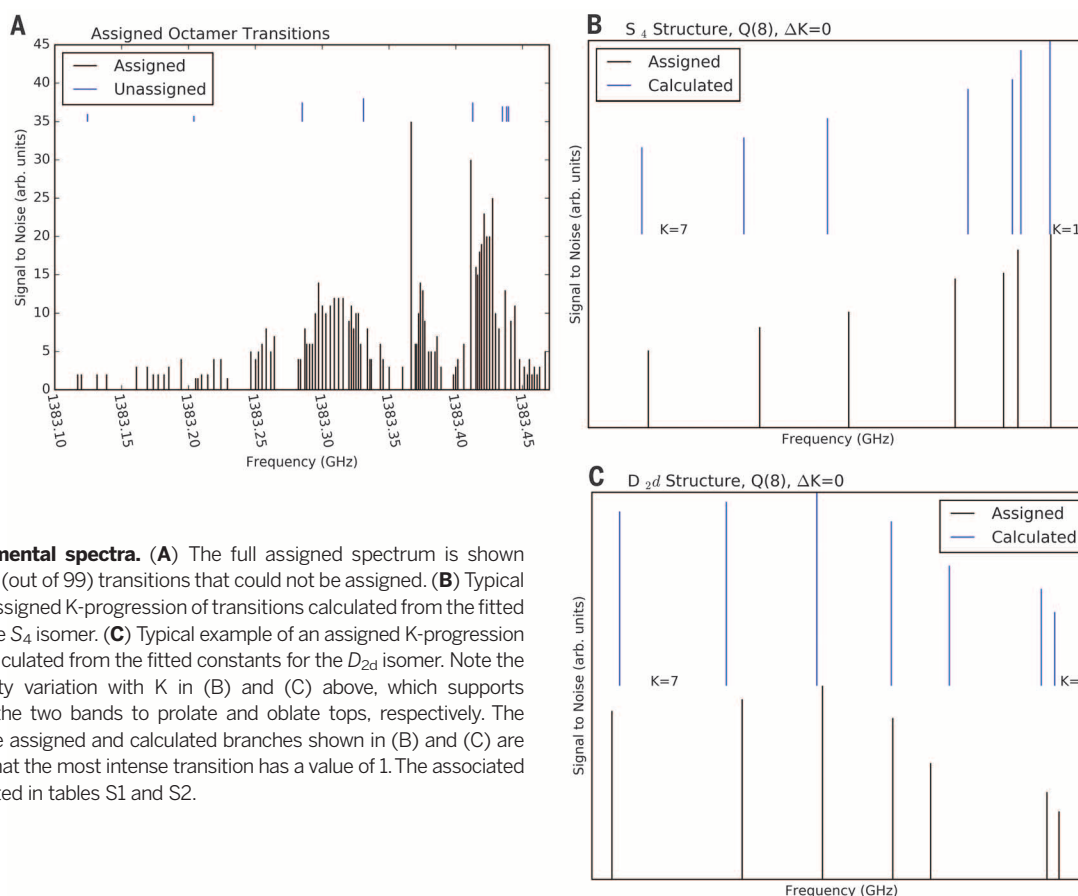 A
Assigned Octamer Transitions
Signal to Noise (arb. units)
45
40
35
30
25
20
15
10
5
0
Assigned
Unassigned
1383.10
1383.15
1383.20
1383.25
1383.30
1383.35
1383.40
1383.45
Frequency (GHz)
B
S 4 Structure, Q(8), ΔK=0
Signal to Noise (arb. units)
Assigned
Calculated
K=7
K=1
Frequency (GHz)
C
D 2d Structure, Q(8), ΔK=0
Signal to Noise (arb. units)
Assigned
Calculated
K=7
K=
Frequency (GHz)
mental spectra. (A) The full assigned spectrum is shown
(out of 99) transitions that could not be assigned. (B) Typical
ssigned K-progression of transitions calculated from the fitted
e S4 isomer. (C) Typical example of an assigned K-progression
lculated from the fitted constants for the D2d isomer. Note the
ty variation with K in (B) and (C) above, which supports
the two bands to prolate and oblate tops, respectively. The
e assigned and calculated branches shown in (B) and (C) are
hat the most intense transition has a value of 1. The associated
ted in tables S1 and S2.